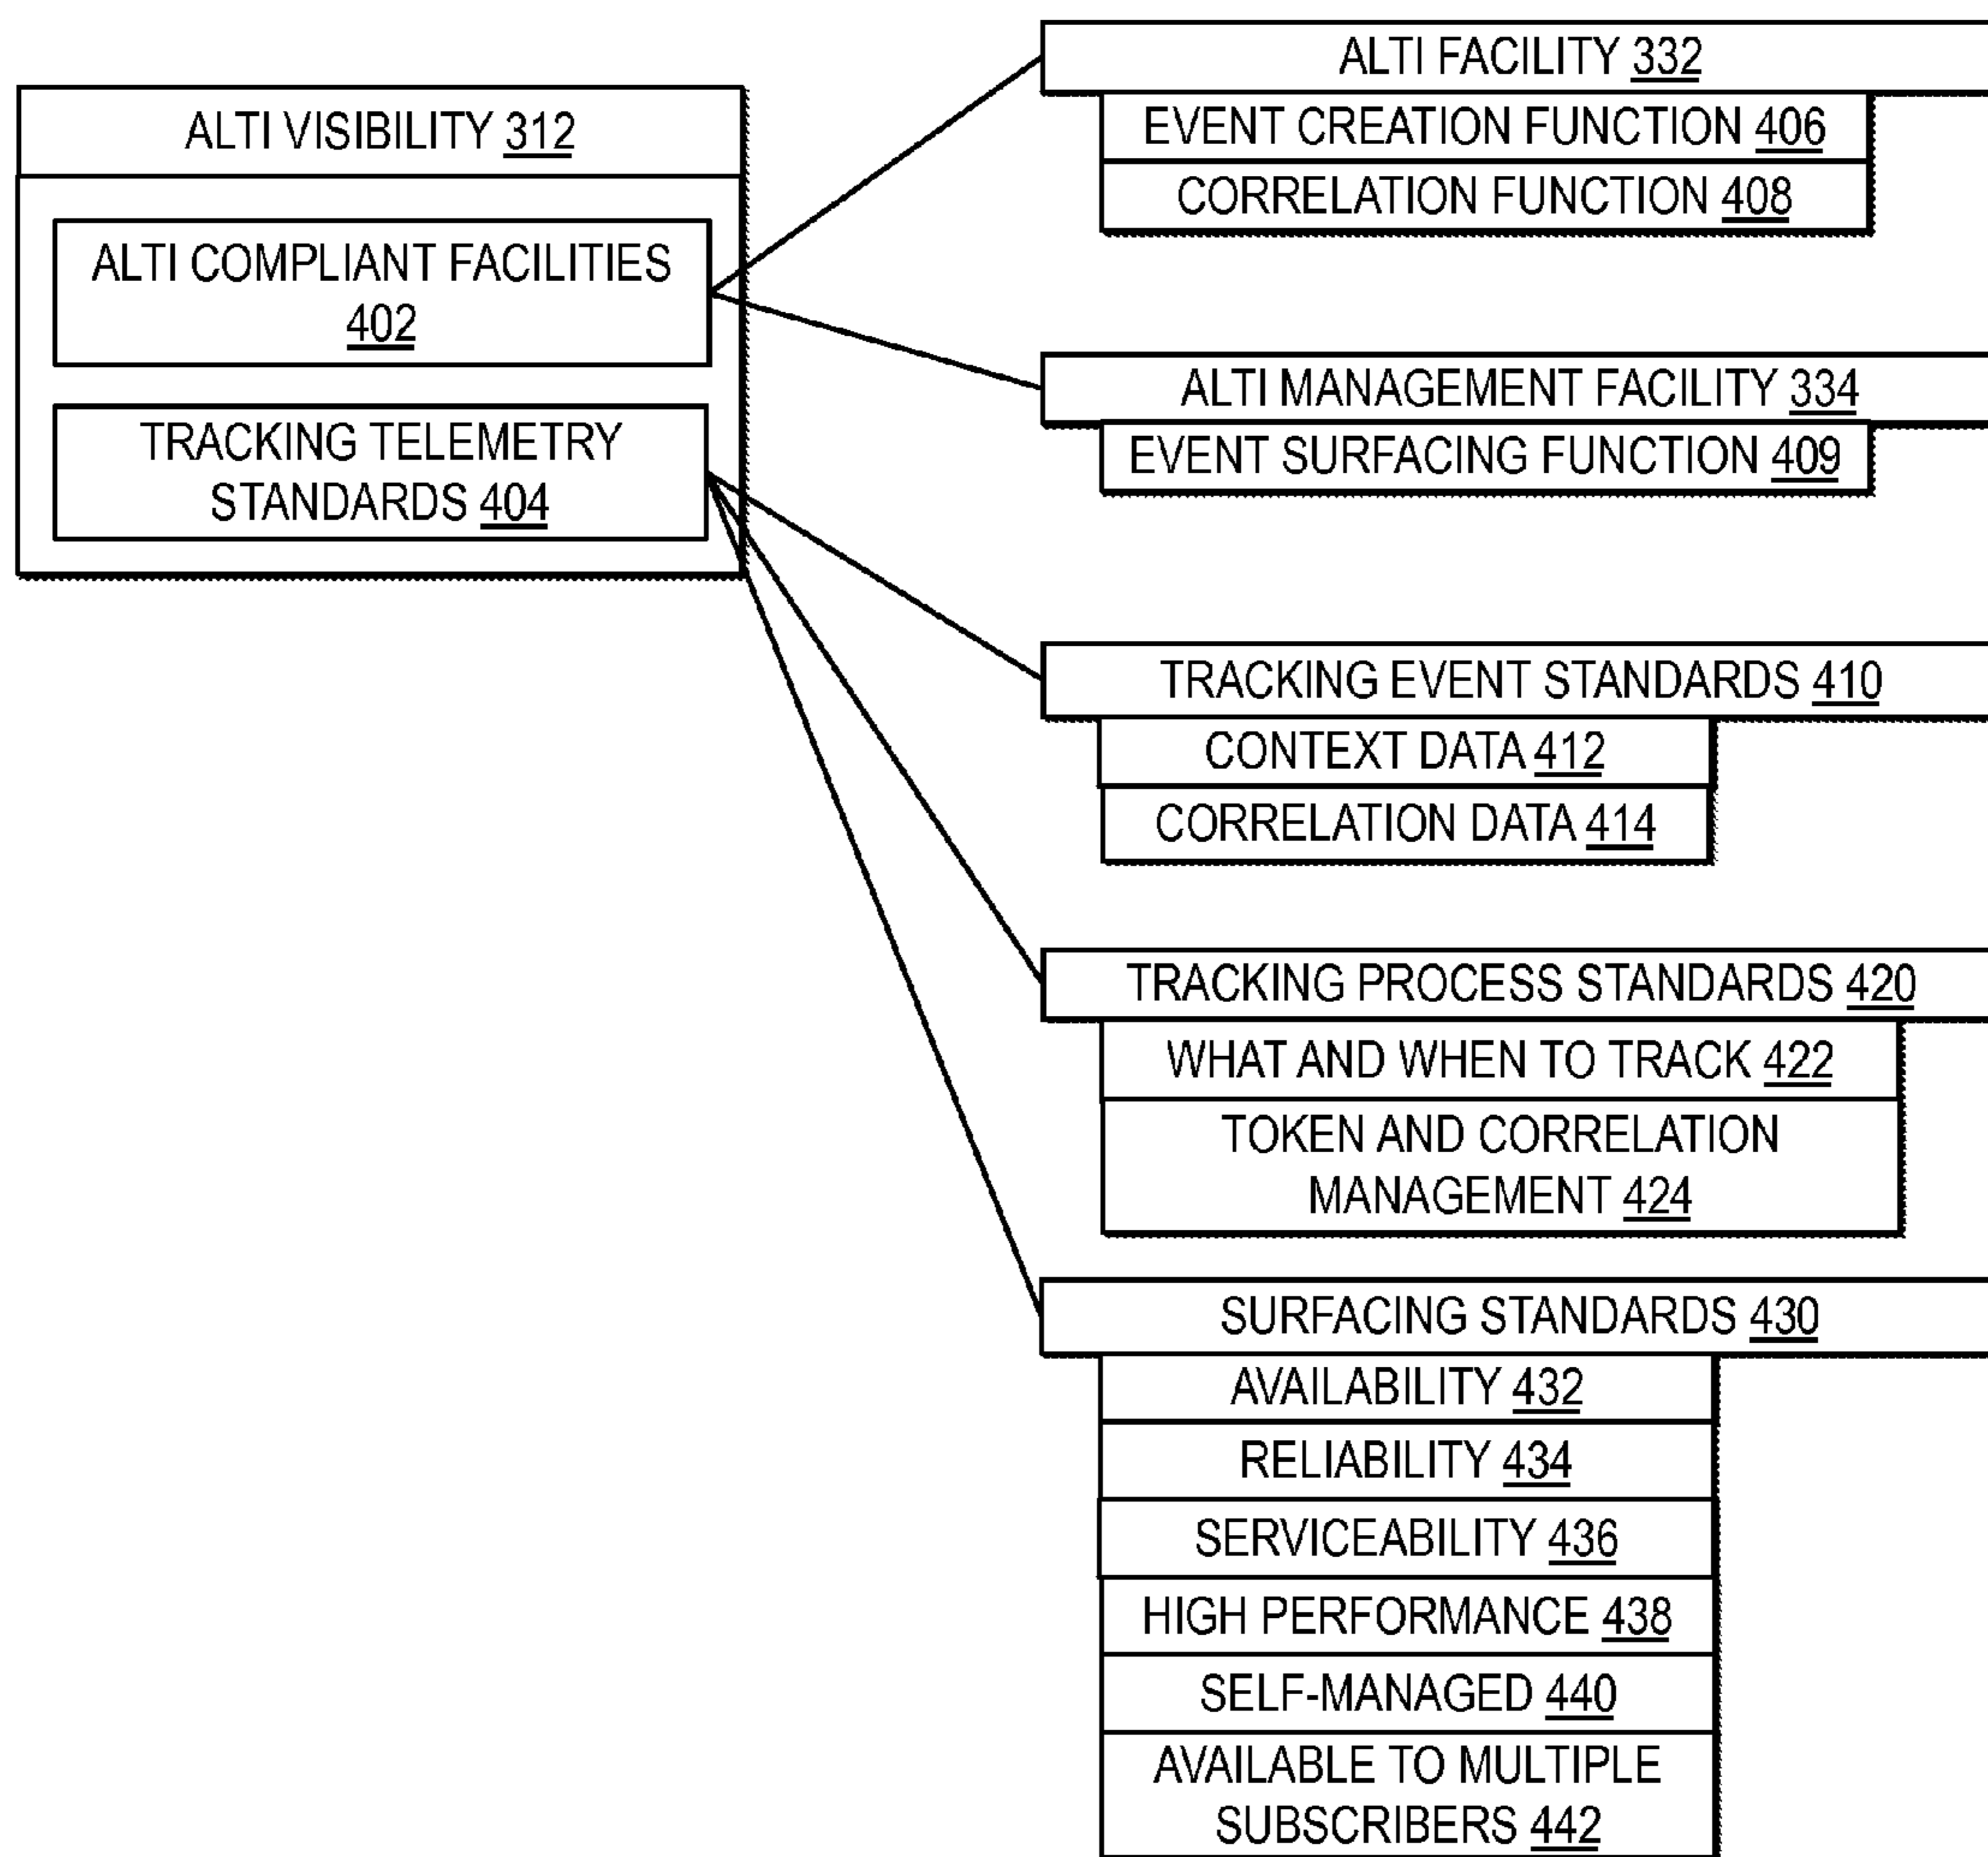 ALTI VISIBILITY 312
ALTI COMPLIANT FACILITIES
402
TRACKING TELEMETRY
STANDARDS 404
ALTI FACILITY 332
EVENT CREATION FUNCTION 406
CORRELATION FUNCTION 408
ALTI MANAGEMENT FACILITY 334
EVENT SURFACING FUNCTION 409
TRACKING EVENT STANDARDS 410
CONTEXT DATA 412
CORRELATION DATA 414
TRACKING PROCESS STANDARDS 420
WHAT AND WHEN TO TRACK 422
TOKEN AND CORRELATION
MANAGEMENT 424
SURFACING STANDARDS 430
AVAILABILITY 432
RELIABILITY 434
SERVICEABILITY 436
HIGH PERFORMANCE 438
SELF-MANAGED 440
AVAILABLE TO MULTIPLE
SUBSCRIBERS 442